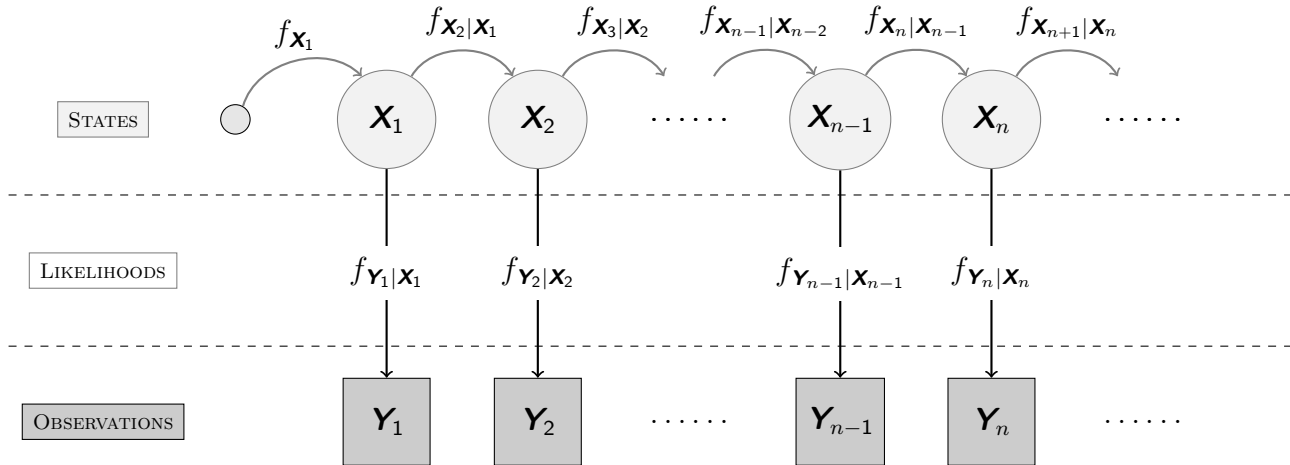 f_{X_1} f_{X_2|X_1} f_{X_3|X_2} f_{X_{n-1}|X_{n-2}} f_{X_n|X_{n-1}} f_{X_{n+1}|X_n}
STATES X_1 X_2 ...... X_{n-1} X_n ......
LIKELIHOODS f_{Y_1|X_1} f_{Y_2|X_2} f_{Y_{n-1}|X_{n-1}} f_{Y_n|X_n}
OBSERVATIONS Y_1 Y_2 ...... Y_{n-1} Y_n ......